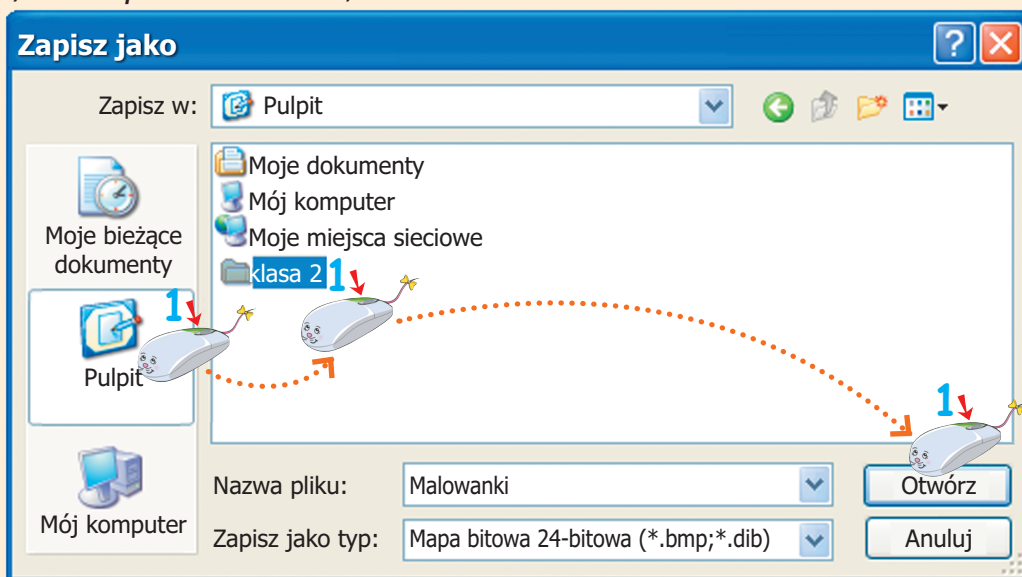 Zapisz jako
Zapisz w: Pulpit
Moje dokumenty
Mój komputer
Moje miejsca sieciowe
klasa 2 1
Moje bieżące
dokumenty
1
Pulpit
Mój komputer
1
Nazwa pliku: Malowanki Otwórz
Zapisz jako typ: Mapa bitowa 24-bitowa (*.bmp;*.dib) Anuluj